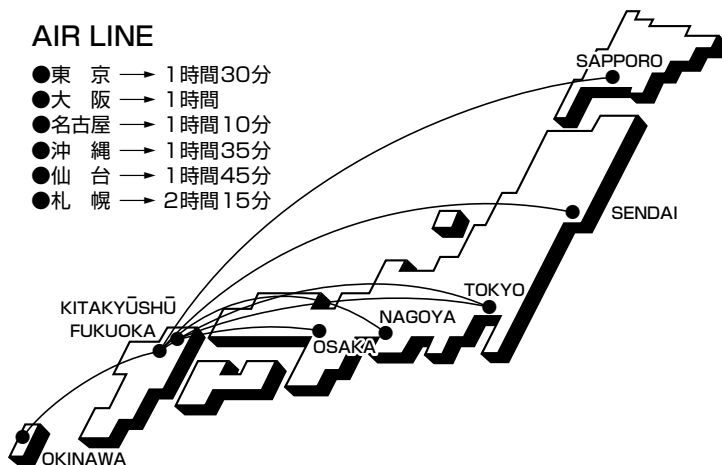 AIR LINE
●東 京 → 1時間30分
●大 阪 → 1時間
●名古屋 → 1時間10分
●沖 縄 → 1時間35分
●仙 台 → 1時間45分
●札 幌 → 2時間15分
SAPPORO
SENDAI
TOKYO
KITAKYŪSHŪ
FUKUOKA
NAGOYA
OSAKA
OKINAWA